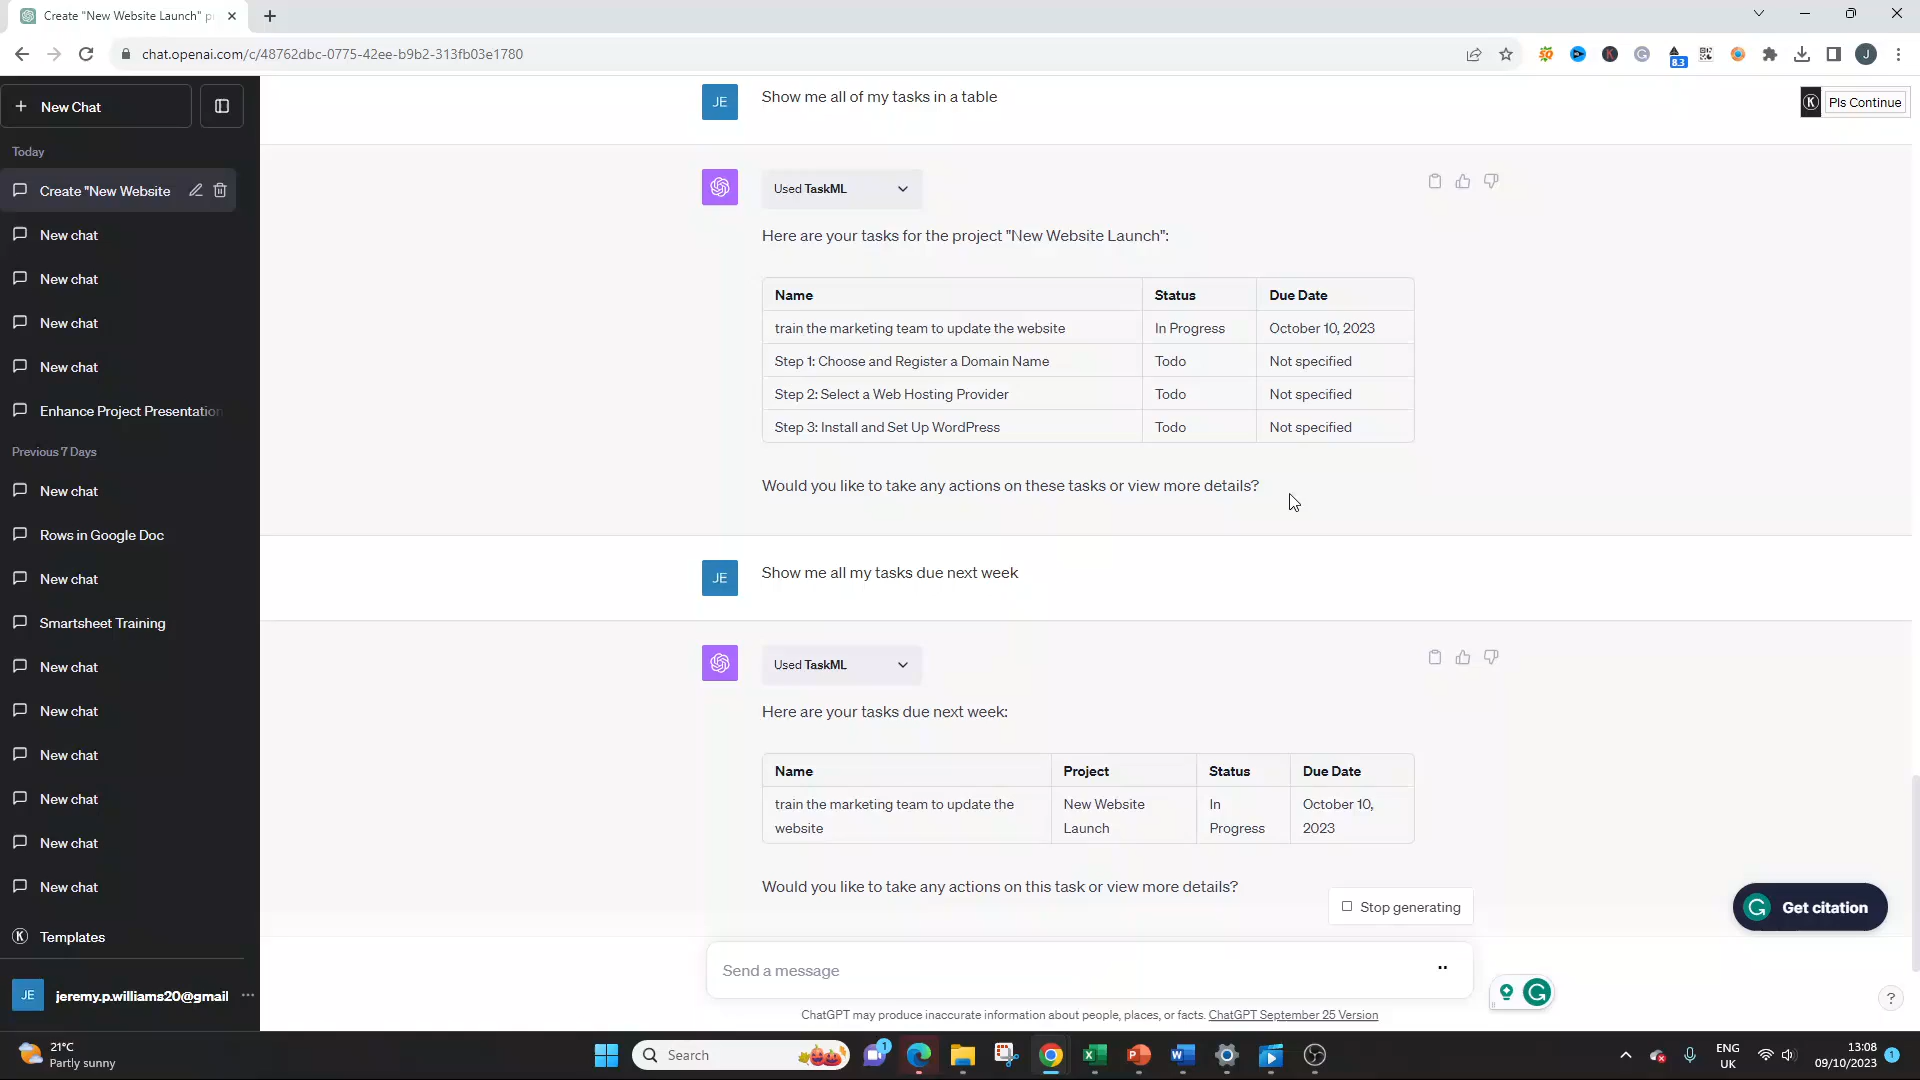 Create "New Website Launch" p
chat.openai.com/c/48762dbc-0775-42ee-b9b2-313fb03e1780
8.3
J
New Chat
Today
Create "New Website
New chat
New chat
New chat
New chat
Enhance Project Presentation
Previous 7 Days
New chat
Rows in Google Doc
New chat
Smartsheet Training
New chat
New chat
New chat
New chat
New chat
New chat
Templates
JE
jeremy.p.williams20@gmail
JE
Show me all of my tasks in a table
Pls Continue
Used TaskML
Here are your tasks for the project "New Website Launch":
Name Status Due Date
train the marketing team to update the website In Progress October 10, 2023
Step 1: Choose and Register a Domain Name Todo Not specified
Step 2: Select a Web Hosting Provider Todo Not specified
Step 3: Install and Set Up WordPress Todo Not specified
Would you like to take any actions on these tasks or view more details?
JE
Show me all my tasks due next week
Used TaskML
Here are your tasks due next week:
Name Project Status Due Date
train the marketing team to update the New Website In October 10,
website Launch Progress 2023
Would you like to take any actions on this task or view more details?
Stop generating
Get citation
Send a message
?
ChatGPT may produce inaccurate information about people, places, or facts. ChatGPT September 25 Version
21°C
Partly sunny
Search
1
ENG
UK
13:08
09/10/2023
1